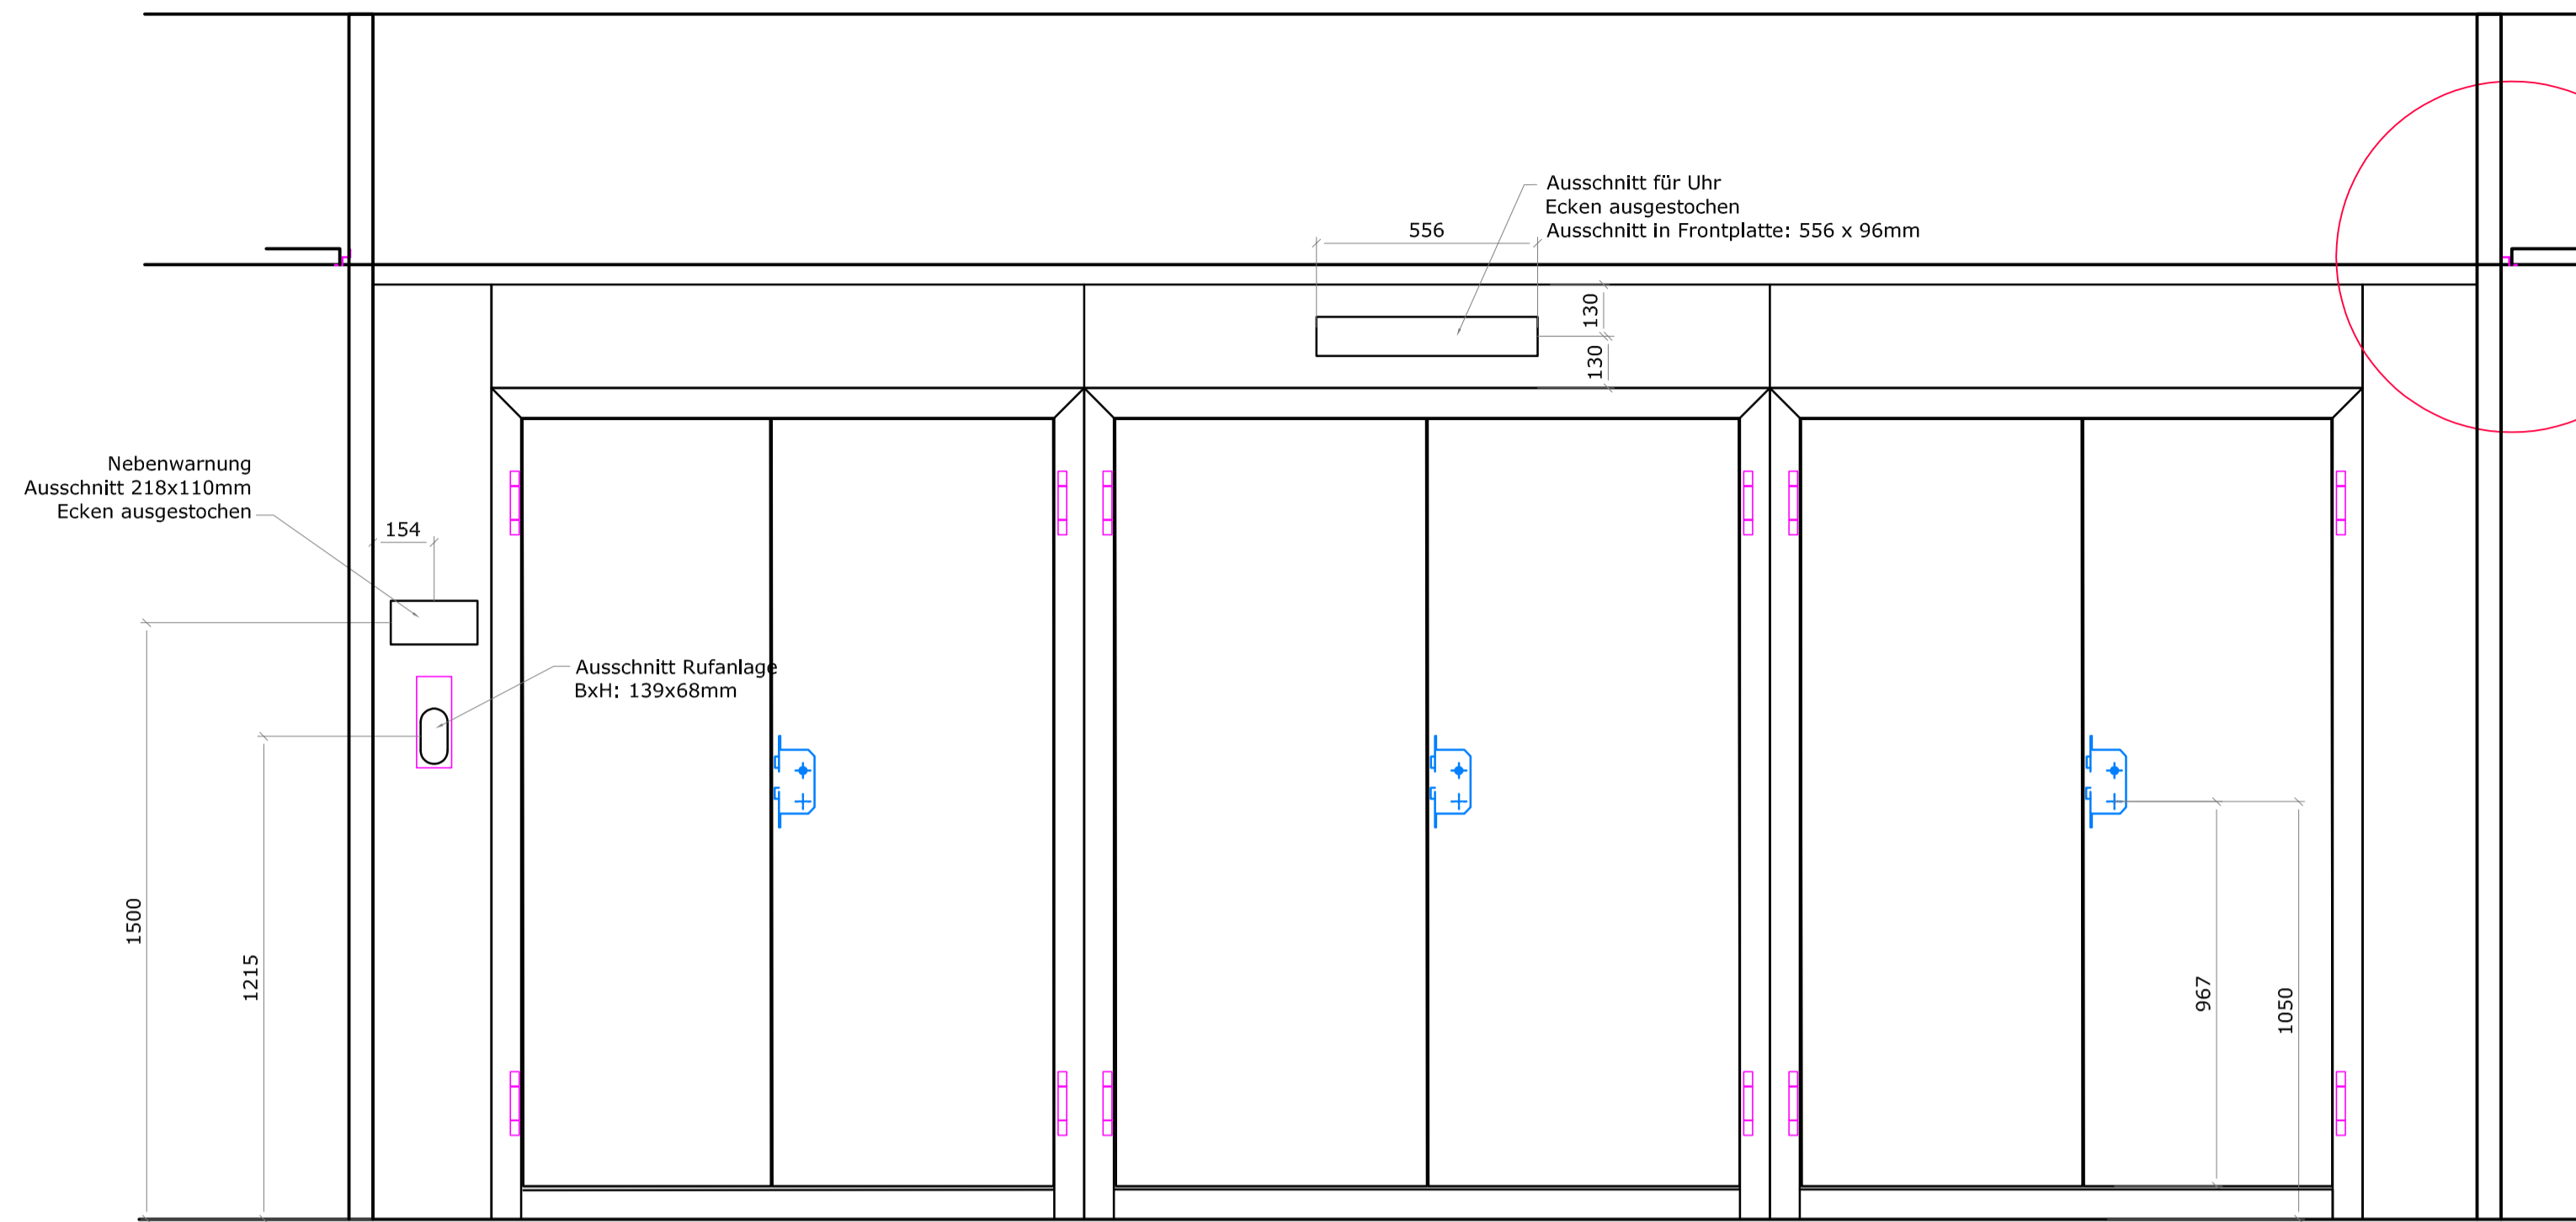 Ausschnitt für Uhr
Ecken ausgestochen
Ausschnitt in Frontplatte: 556 x 96mm
556
130
130
Nebenwarnung
Ausschnitt 218x110mm
Ecken ausgestochen
154
Ausschnitt Rufanlage
BxH: 139x68mm
1500
1215
967
1050